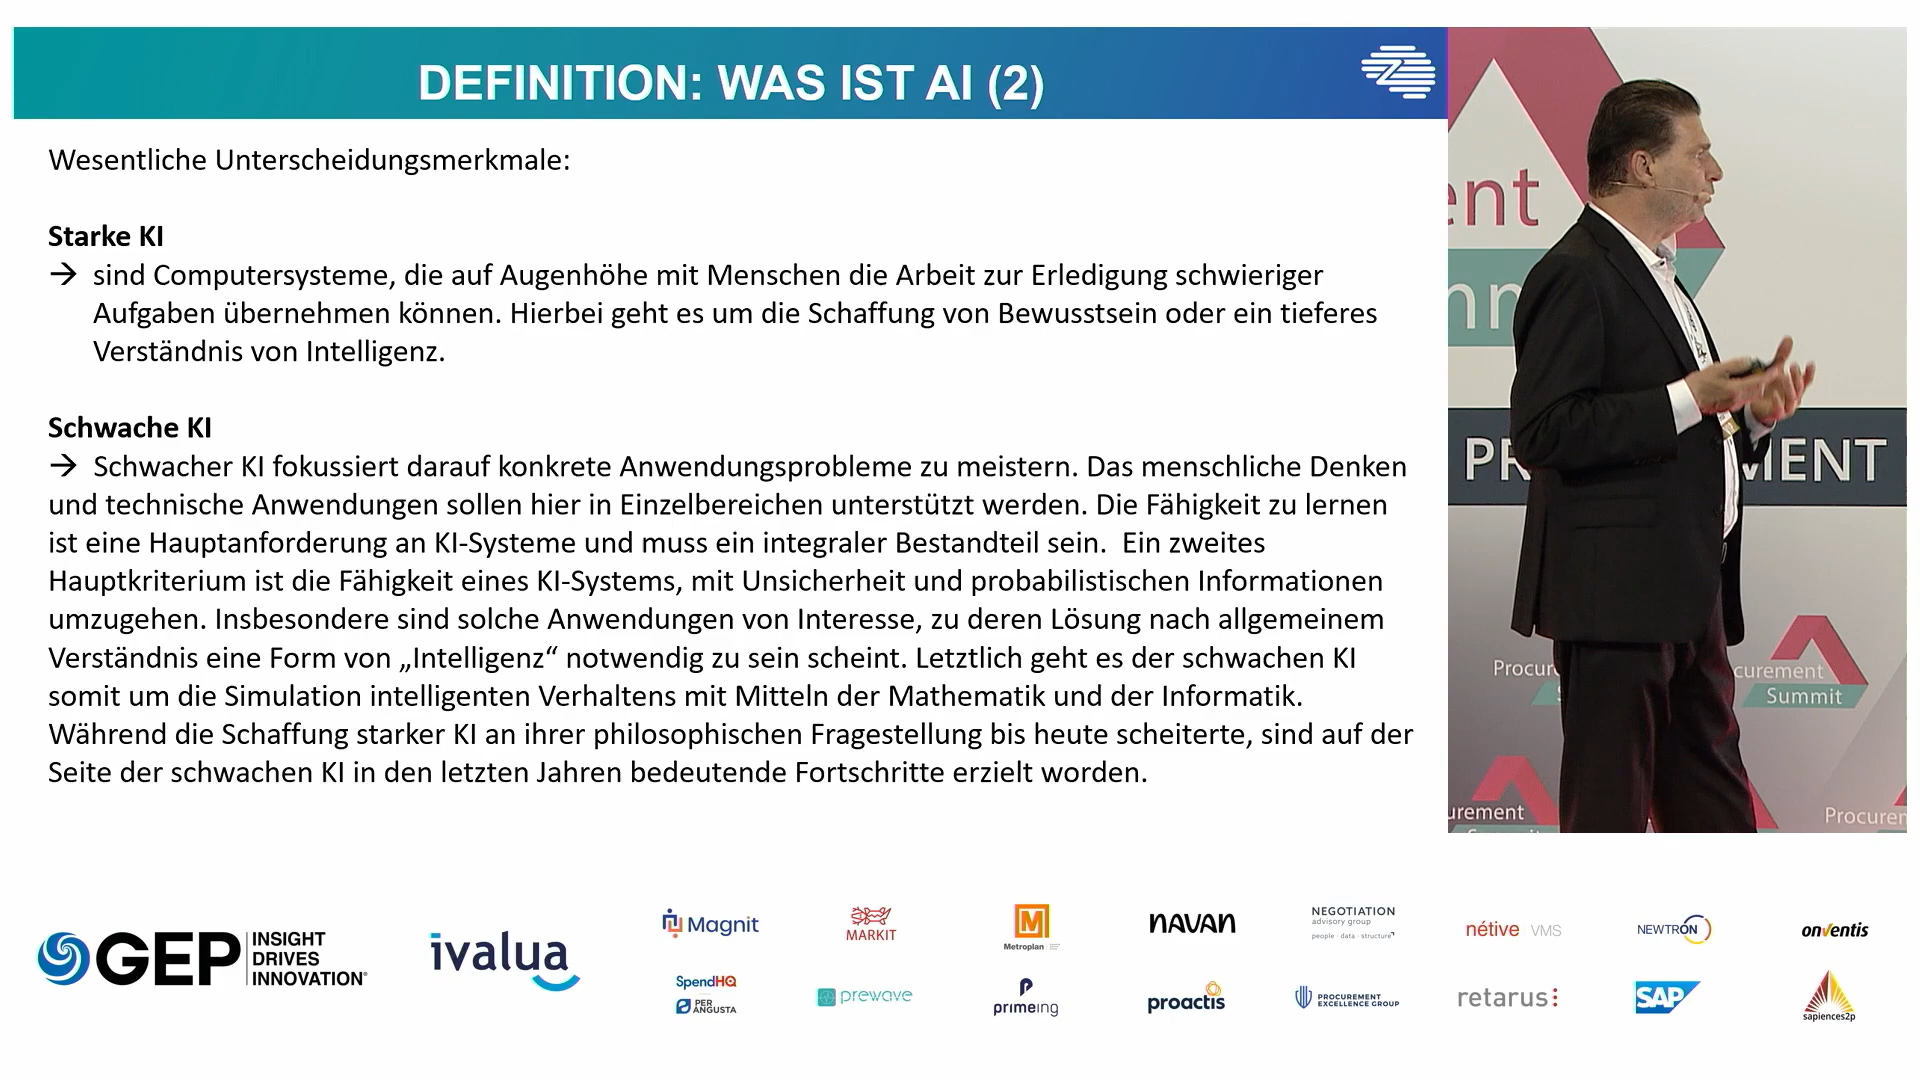 DEFINITION: WAS IST AI (2)
Wesentliche Unterscheidungsmerkmale:
Starke KI
→ sind Computersysteme, die auf Augenhöhe mit Menschen die Arbeit zur Erledigung schwieriger
Aufgaben übernehmen können. Hierbei geht es um die Schaffung von Bewusstsein oder ein tieferes
Verständnis von Intelligenz.
Schwache KI
→ Schwacher KI fokussiert darauf konkrete Anwendungsprobleme zu meistern. Das menschliche Denken
und technische Anwendungen sollen hier in Einzelbereichen unterstützt werden. Die Fähigkeit zu lernen
ist eine Hauptanforderung an KI-Systeme und muss ein integraler Bestandteil sein. Ein zweites
Hauptkriterium ist die Fähigkeit eines KI-Systems, mit Unsicherheit und probabilistischen Informationen
umzugehen. Insbesondere sind solche Anwendungen von Interesse, zu deren Lösung nach allgemeinem
Verständnis eine Form von „Intelligenz“ notwendig zu sein scheint. Letztlich geht es der schwachen KI
somit um die Simulation intelligenten Verhaltens mit Mitteln der Mathematik und der Informatik.
Während die Schaffung starker KI an ihrer philosophischen Fragestellung bis heute scheiterte, sind auf der
Seite der schwachen KI in den letzten Jahren bedeutende Fortschritte erzielt worden.
ent
PR MENT
Procur
curement
Summit
urement
Procurem
GEP INSIGHT
DRIVES
INNOVATION
ivalua
Magnit
MARKIT
Metroplan
NAVAN
NEGOTIATION
advisory group
people · data · structure
nétive VMS
NEWTRON
onventis
SpendHQ
PER
ANGUSTA
prewave
primeing
proactis
PROCUREMENT
EXCELLENCE GROUP
retarus
SAP
sapiences2p